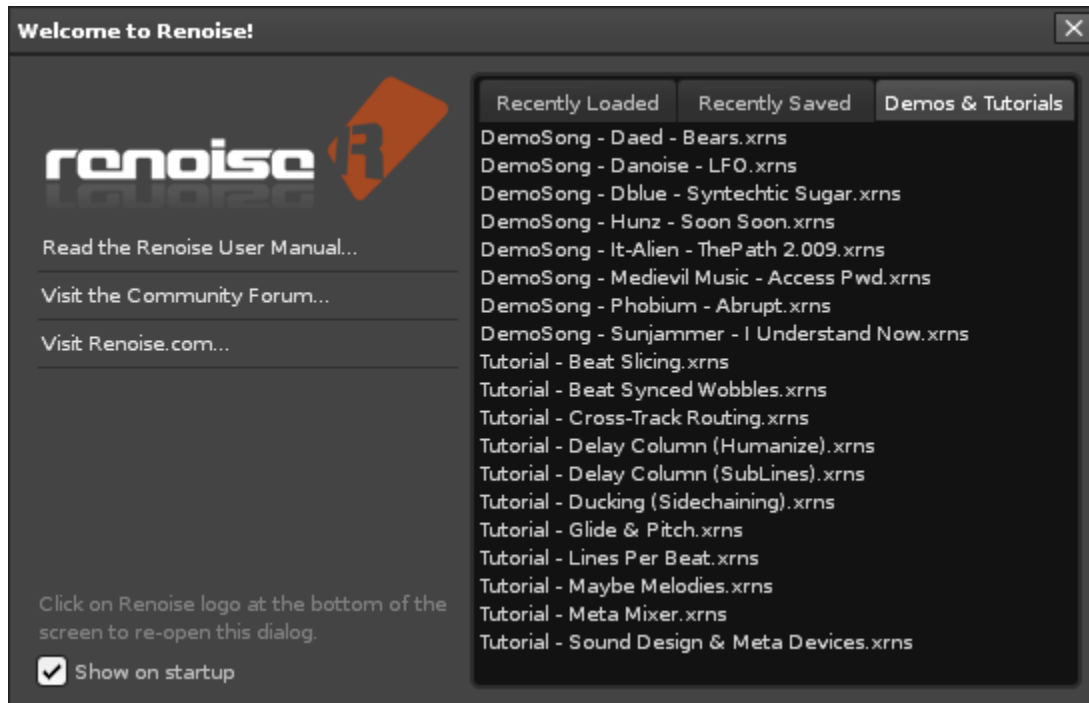 Welcome to Renoise!
renoise
Read the Renoise User Manual...
Visit the Community Forum...
Visit Renoise.com...
Click on Renoise logo at the bottom of the
screen to re-open this dialog.
Show on startup
Recently Loaded Recently Saved Demos & Tutorials
DemoSong - Daed - Bears.xrns
DemoSong - Danoise - LFO.xrns
DemoSong - Dblue - Syntechtic Sugar.xrns
DemoSong - Hunz - Soon Soon.xrns
DemoSong - It-Alien - ThePath 2.009.xrns
DemoSong - Medievil Music - Access Pwd.xrns
DemoSong - Phobium - Abrupt.xrns
DemoSong - Sunjammer - I Understand Now.xrns
Tutorial - Beat Slicing.xrns
Tutorial - Beat Synced Wobbles.xrns
Tutorial - Cross-Track Routing.xrns
Tutorial - Delay Column (Humanize).xrns
Tutorial - Delay Column (SubLines).xrns
Tutorial - Ducking (Sidechaining).xrns
Tutorial - Glide & Pitch.xrns
Tutorial - Lines Per Beat.xrns
Tutorial - Maybe Melodies.xrns
Tutorial - Meta Mixer.xrns
Tutorial - Sound Design & Meta Devices.xrns